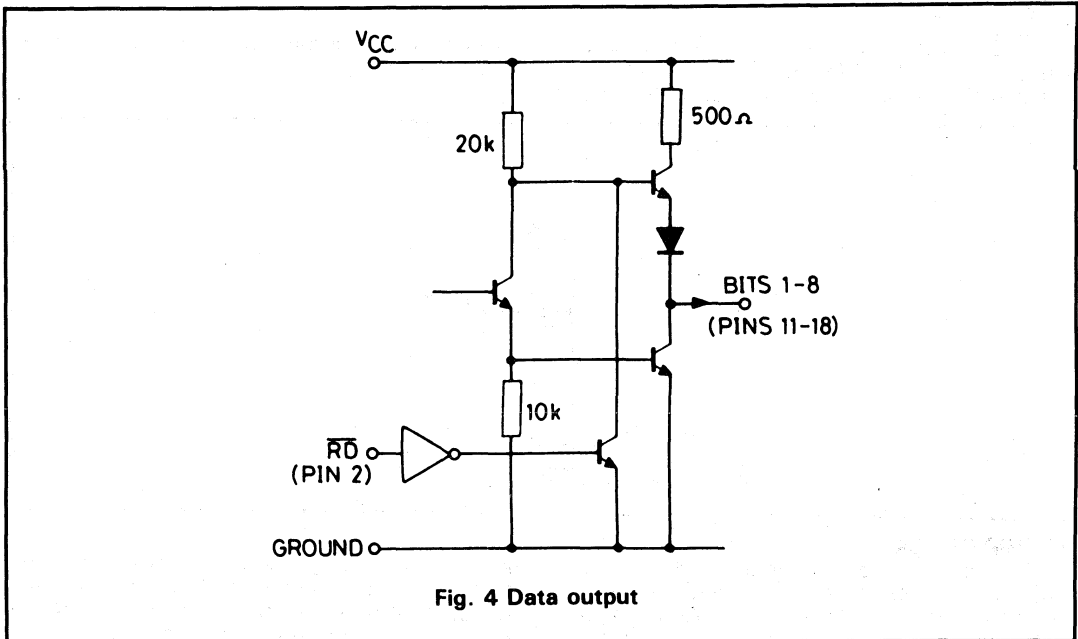 VCC
500Ω
20k
BITS 1-8
(PINS 11-18)
10k
RD
(PIN 2)
GROUND
Fig. 4 Data output